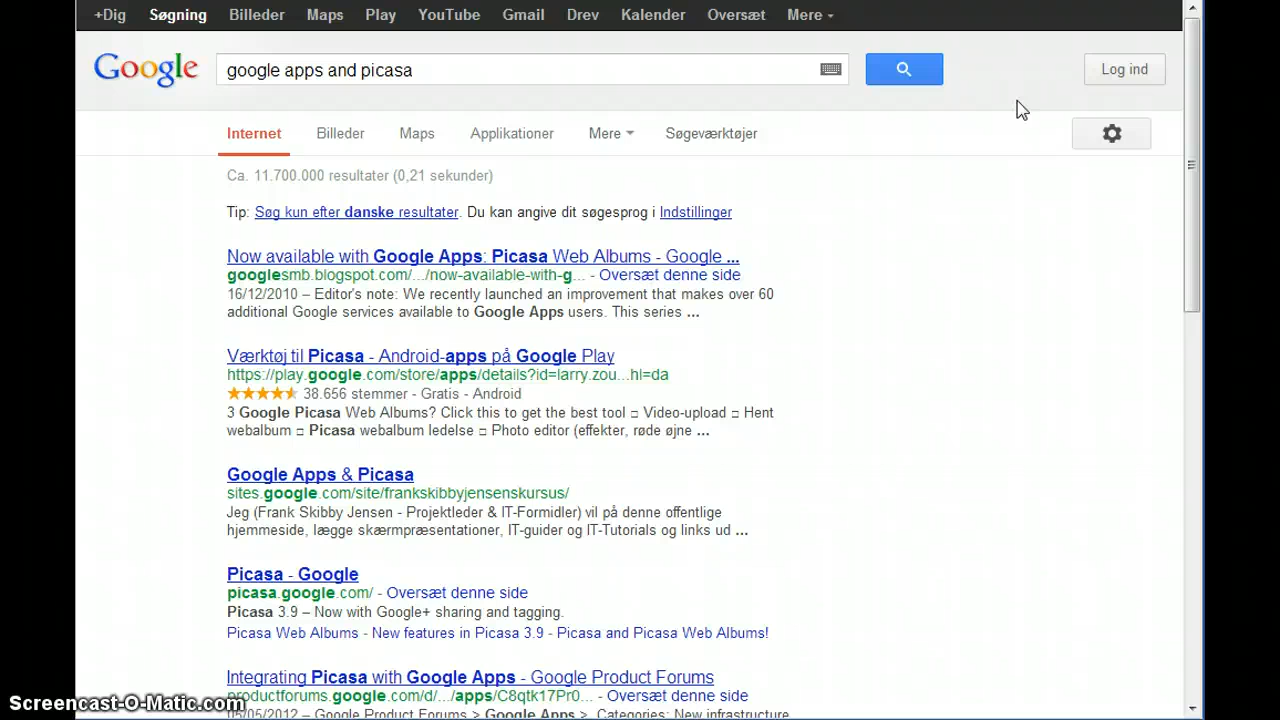 +Dig Søgning Billeder Maps Play YouTube Gmail Drev Kalender Oversæt Mere
Google google apps and picasa Log ind
Internet Billeder Maps Applikationer Mere Søgeværktøjer
Ca. 11.700.000 resultater (0,21 sekunder)
Tip: Søg kun efter danske resultater. Du kan angive dit søgesprog i Indstillinger
Now available with Google Apps: Picasa Web Albums - Google ...
googlesmb.blogspot.com/.../now-available-with-g... - Oversæt denne side
16/12/2010 – Editor's note: We recently launched an improvement that makes over 60
additional Google services available to Google Apps users. This series ...
Værktøj til Picasa - Android-apps på Google Play
https://play.google.com/store/apps/details?id=larry.zou...hl=da
38.656 stemmer - Gratis - Android
3 Google Picasa Web Albums? Click this to get the best tool □ Video-upload □ Hent
webalbum □ Picasa webalbum ledelse □ Photo editor (effekter, røde øjne ...
Google Apps & Picasa
sites.google.com/site/frankskibbyjensenskursus/
Jeg (Frank Skibby Jensen - Projektleder & IT-Formidler) vil på denne offentlige
hjemmeside, lægge skærmpræsentationer, IT-guider og IT-Tutorials og links ud ...
Picasa - Google
picasa.google.com/ - Oversæt denne side
Picasa 3.9 – Now with Google+ sharing and tagging.
Picasa Web Albums - New features in Picasa 3.9 - Picasa and Picasa Web Albums!
Integrating Picasa with Google Apps - Google Product Forums
productforums.google.com/d/.../apps/C8qtk17Pr0... - Oversæt denne side
05/05/2012 – Google Product Forums > Google Apps > Categories: New infrastructure
Screencast-O-Matic.com